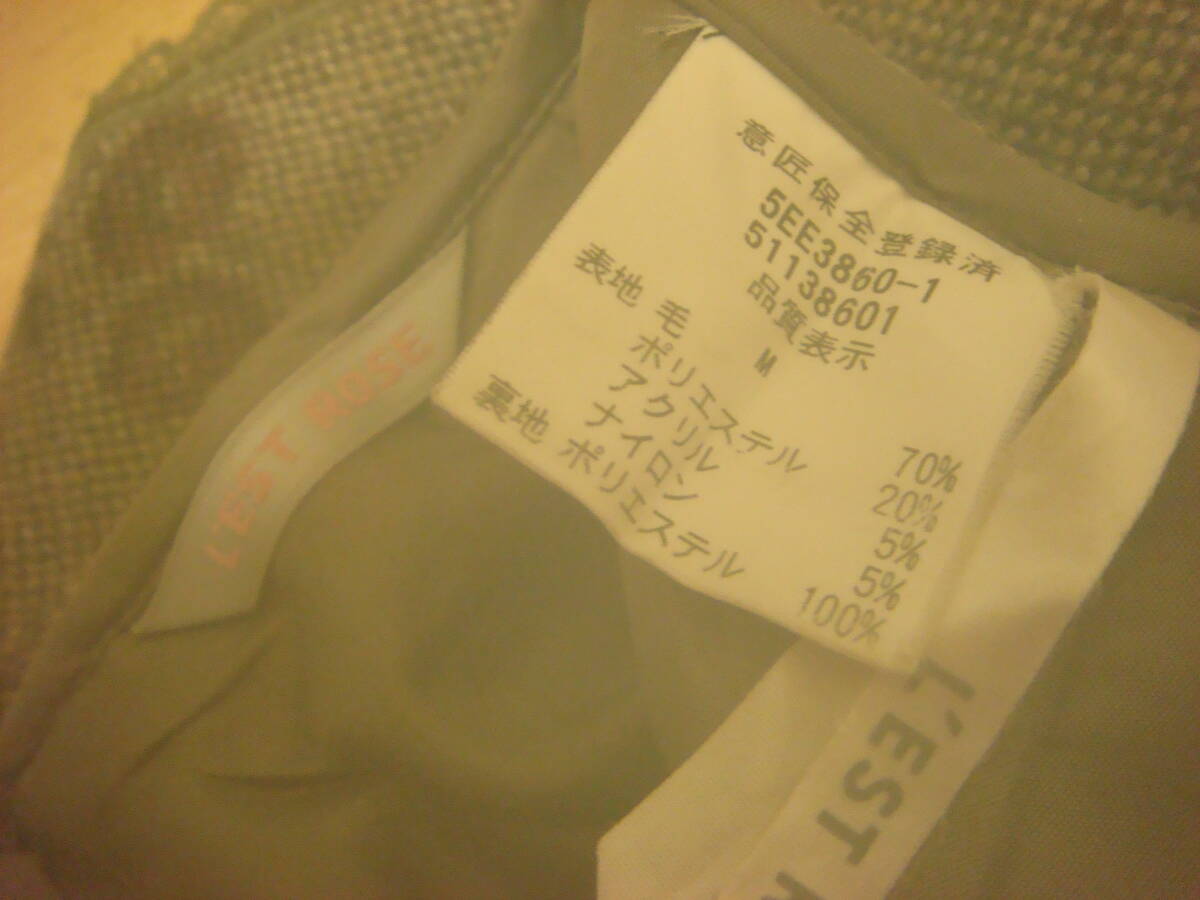 意匠保全登録済
5EE3860-1
51138601
品質表示
M
表地 毛 70%
ポリエステル 20%
アクリル 5%
ナイロン 5%
裏地 ポリエステル 100%
L'EST ROSE
L'EST